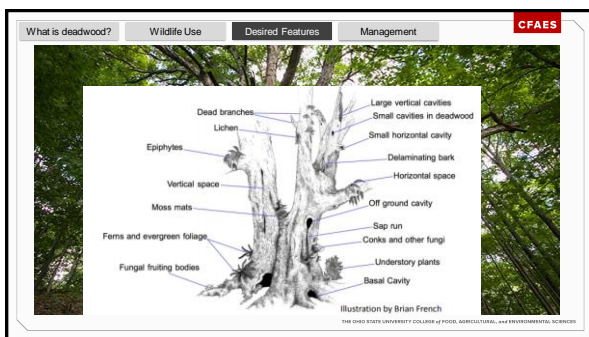 What is deadwood?
Wildlife Use
Desired Features
Management
CFAES
Dead branches
Lichen
Epiphytes
Vertical space
Moss mats
Ferns and evergreen foliage
Fungal fruiting bodies
Large vertical cavities
Small cavities in deadwood
Small horizontal cavity
Delaminating bark
Horizontal space
Off ground cavity
Sap run
Conks and other fungi
Understory plants
Basal Cavity
Illustration by Brian French
THE OHIO STATE UNIVERSITY COLLEGE of FOOD, AGRICULTURAL, and ENVIRONMENTAL SCIENCES